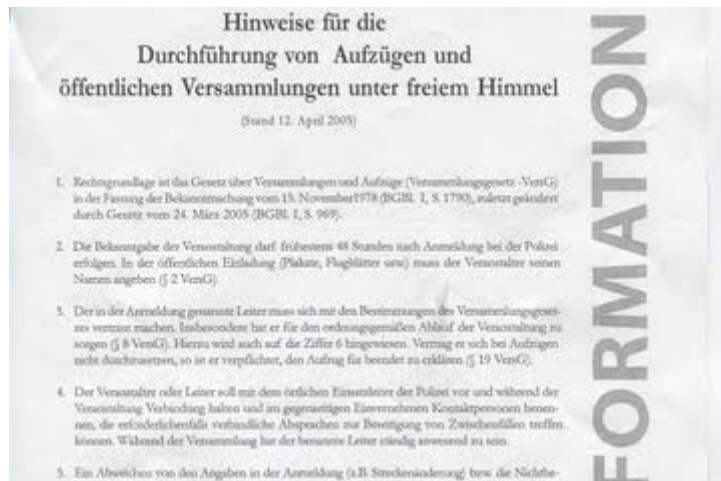 Hinweise für die
Durchführung von Aufzügen und
öffentlichen Versammlungen unter freiem Himmel
(Stand 12. April 2005)
1. Rechtsgrundlage ist das Gesetz über Versammlungen und Aufzüge (Versammlungsgesetz -VersG)
in der Fassung der Bekanntmachung vom 15. November1978 (BGBl. I, S. 1790), zuletzt geändert
durch Gesetz vom 24. März 2005 (BGBl. I, S. 969).
2. Die Bekanntgabe der Veranstaltung darf frühestens 48 Stunden nach Anmeldung bei der Polizei
erfolgen. In der öffentlichen Einladung (Plakate, Flugblätter usw) muss der Veranstalter seinen
Namen angeben (§ 2 VersG).
3. Der in der Anmeldung genannte Leiter muss sich mit den Bestimmungen des Versammlungsgeset-
zes vertraut machen. Insbesondere hat er für den ordnungsgemäßen Ablauf der Veranstaltung zu
sorgen (§ 8 VersG). Hierzu wird auch auf die Ziffer 6 hingewiesen. Vermag er sich bei Aufzügen
nicht durchzusetzen, so ist er verpflichtet, den Aufzug für beendet zu erklären (§ 19 VersG).
4. Der Veranstalter oder Leiter soll mit dem örtlichen Einsatzleiter der Polizei vor und während der
Veranstaltung Verbindung halten und im gegenseitigen Einvernehmen Kontaktpersonen benen-
nen, die erforderlichenfalls verbindliche Absprachen zur Beseitigung von Zwischenfällen treffen
können. Während der Versammlung hat der benannte Leiter ständig anwesend zu sein.
5. Ein Abweichen von den Angaben in der Anmeldung (z.B. Streckenänderung) bzw. die Nichtbe-
FORMATION